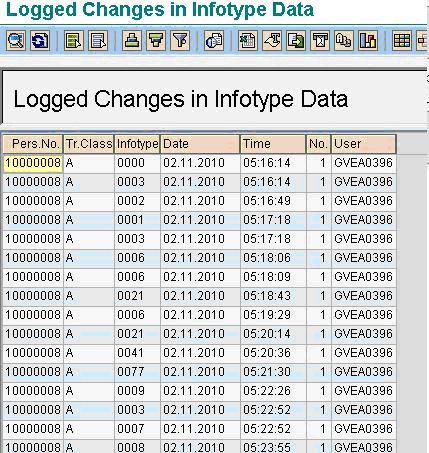 Logged Changes in Infotype Data
Logged Changes in Infotype Data
Pers.No. Tr.Class Infotype Date Time No. User
10000008 A 0000 02.11.2010 05:16:14 1 GVEA0396
10000008 A 0003 02.11.2010 05:16:14 1 GVEA0396
10000008 A 0002 02.11.2010 05:16:49 1 GVEA0396
10000008 A 0001 02.11.2010 05:17:18 1 GVEA0396
10000008 A 0003 02.11.2010 05:17:18 1 GVEA0396
10000008 A 0006 02.11.2010 05:18:06 1 GVEA0396
10000008 A 0006 02.11.2010 05:18:09 1 GVEA0396
10000008 A 0021 02.11.2010 05:18:43 1 GVEA0396
10000008 A 0006 02.11.2010 05:19:29 1 GVEA0396
10000008 A 0021 02.11.2010 05:20:14 1 GVEA0396
10000008 A 0041 02.11.2010 05:20:36 1 GVEA0396
10000008 A 0077 02.11.2010 05:21:30 1 GVEA0396
10000008 A 0009 02.11.2010 05:22:26 1 GVEA0396
10000008 A 0003 02.11.2010 05:22:52 1 GVEA0396
10000008 A 0007 02.11.2010 05:22:52 1 GVEA0396
10000008 A 0008 02.11.2010 05:23:55 1 GVEA0396